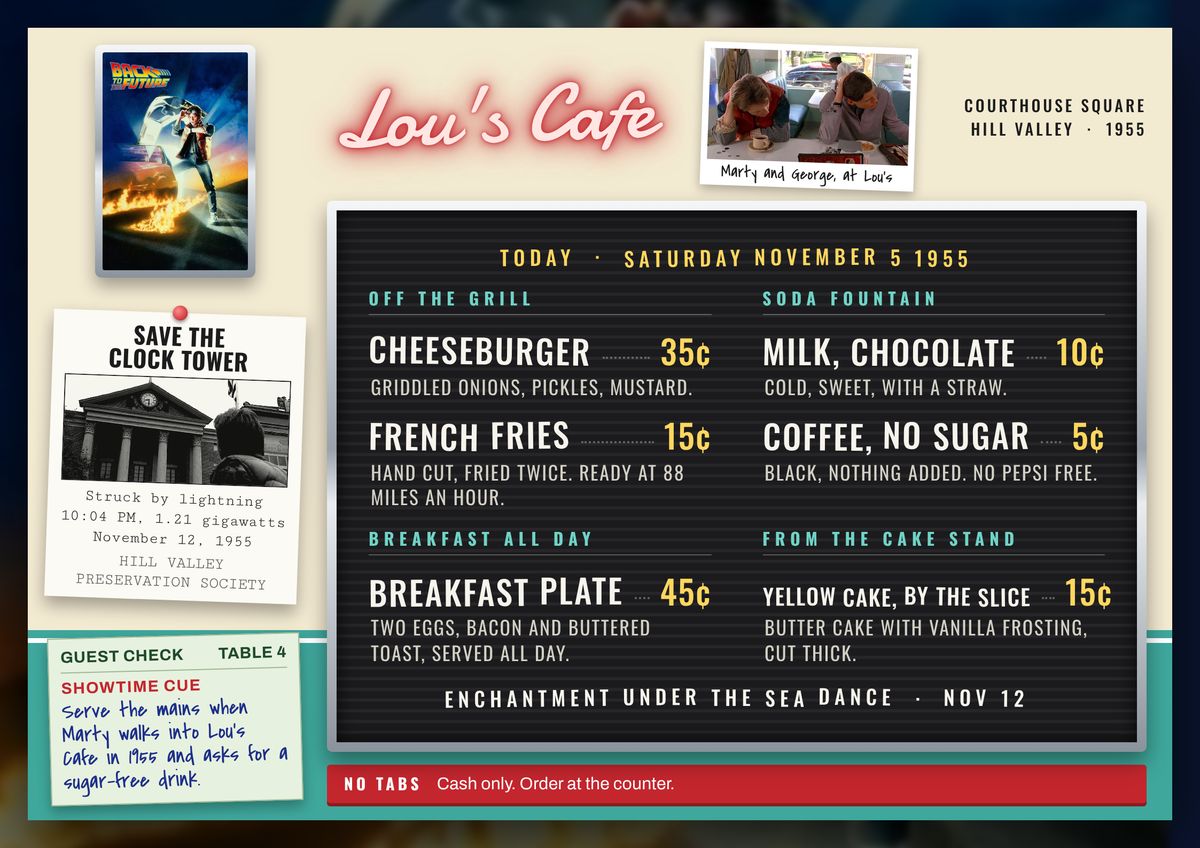 BACK
TO THE
FUTURE
Lou's Cafe
Marty and George, at Lou's
COURTHOUSE SQUARE
HILL VALLEY · 1955
SAVE THE
CLOCK TOWER
Struck by lightning
10:04 PM, 1.21 gigawatts
November 12, 1955
HILL VALLEY
PRESERVATION SOCIETY
GUEST CHECK TABLE 4
SHOWTIME CUE
Serve the mains when
Marty walks into Lou's
Cafe in 1955 and asks for a
sugar-free drink.
TODAY · SATURDAY NOVEMBER 5 1955
OFF THE GRILL
CHEESEBURGER 35¢
GRIDDLED ONIONS, PICKLES, MUSTARD.
FRENCH FRIES 15¢
HAND CUT, FRIED TWICE. READY AT 88
MILES AN HOUR.
SODA FOUNTAIN
MILK, CHOCOLATE 10¢
COLD, SWEET, WITH A STRAW.
COFFEE, NO SUGAR 5¢
BLACK, NOTHING ADDED. NO PEPSI FREE.
BREAKFAST ALL DAY
BREAKFAST PLATE 45¢
TWO EGGS, BACON AND BUTTERED
TOAST, SERVED ALL DAY.
FROM THE CAKE STAND
YELLOW CAKE, BY THE SLICE 15¢
BUTTER CAKE WITH VANILLA FROSTING,
CUT THICK.
ENCHANTMENT UNDER THE SEA DANCE · NOV 12
NO TABS Cash only. Order at the counter.